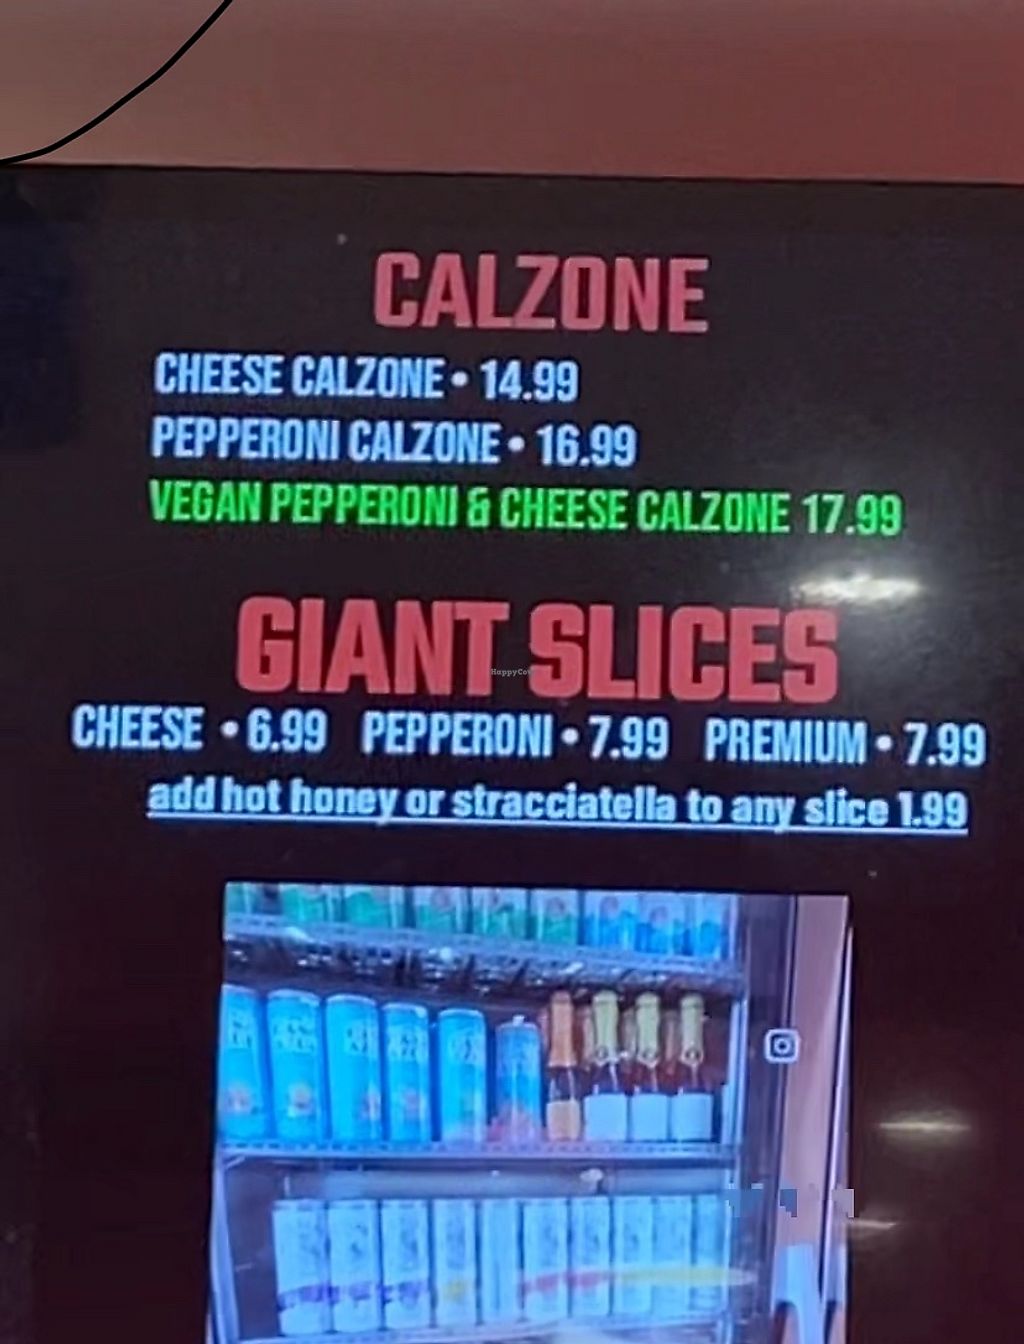 CALZONE
CHEESE CALZONE • 14.99
PEPPERONI CALZONE • 16.99
VEGAN PEPPERONI & CHEESE CALZONE 17.99
GIANT SLICES
HappyCow
CHEESE • 6.99 PEPPERONI • 7.99 PREMIUM • 7.99
add hot honey or stracciatella to any slice 1.99